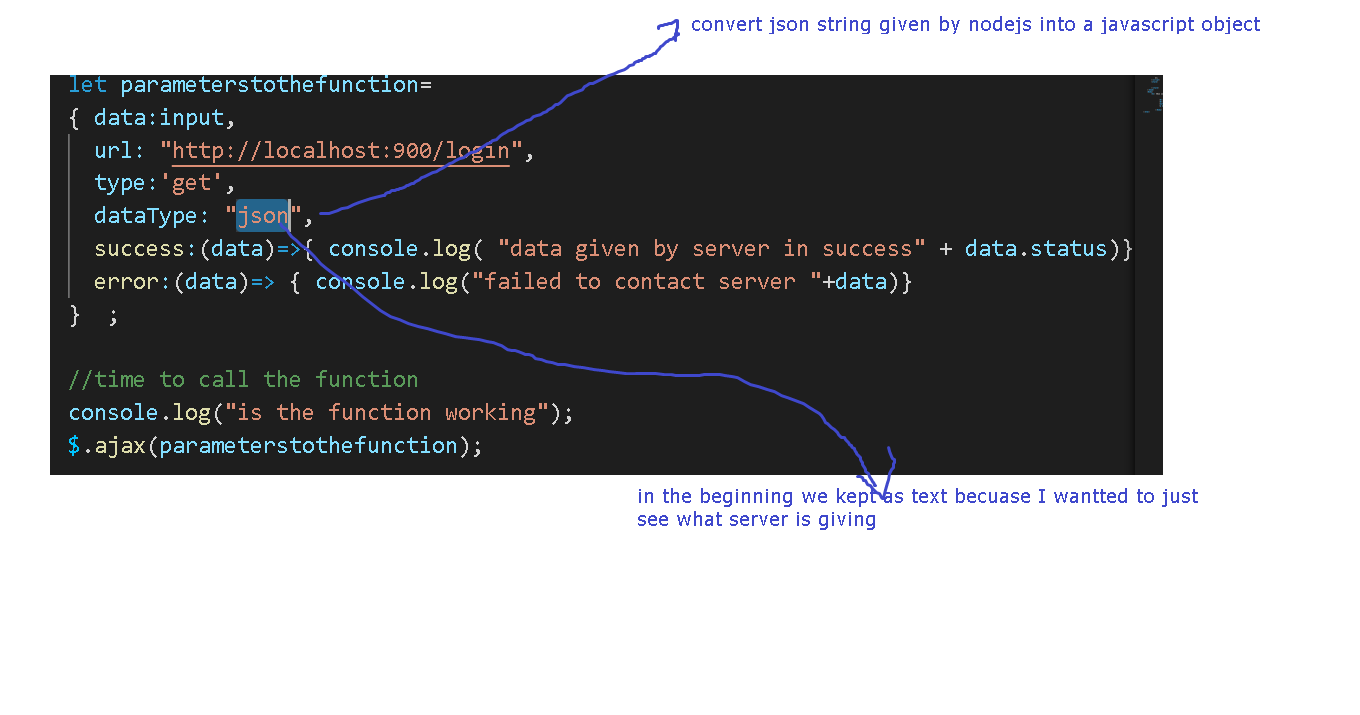 convert json string given by nodejs into a javascript object
let parameterstothefunction=
{ data:input,
url: "http://localhost:900/login",
type:'get',
dataType: "json",
success:(data)=>{ console.log( "data given by server in success" + data.status)}
error:(data)=> { console.log("failed to contact server "+data)}
} ;
//time to call the function
console.log("is the function working");
$.ajax(parameterstothefunction);
in the beginning we kept as text becuase I wantted to just
see what server is giving